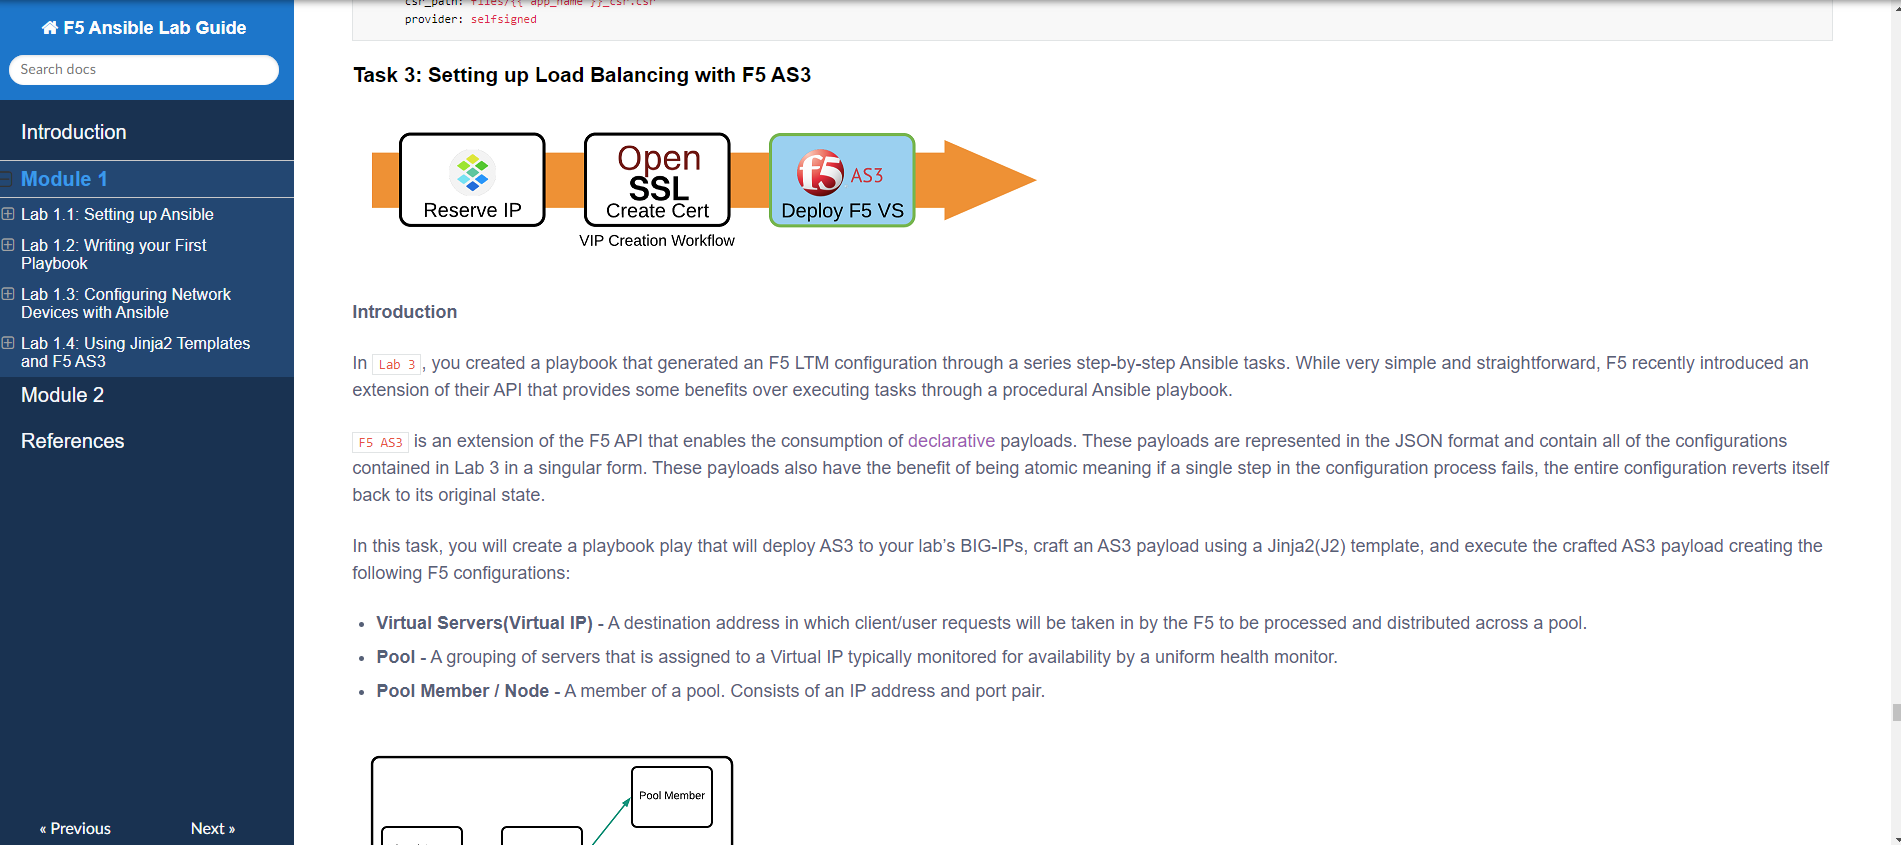 F5 Ansible Lab Guide
Search docs
Introduction
Module 1
Lab 1.1: Setting up Ansible
Lab 1.2: Writing your First
Playbook
Lab 1.3: Configuring Network
Devices with Ansible
Lab 1.4: Using Jinja2 Templates
and F5 AS3
Module 2
References
« Previous
Next »
csr_path: files/{{ app_name }}_csr.csr
provider: selfsigned
Task 3: Setting up Load Balancing with F5 AS3
Reserve IP
Open
SSL
Create Cert
f5 AS3
Deploy F5 VS
VIP Creation Workflow
Introduction
In Lab 3, you created a playbook that generated an F5 LTM configuration through a series step-by-step Ansible tasks. While very simple and straightforward, F5 recently introduced an
extension of their API that provides some benefits over executing tasks through a procedural Ansible playbook.
F5 AS3 is an extension of the F5 API that enables the consumption of declarative payloads. These payloads are represented in the JSON format and contain all of the configurations
contained in Lab 3 in a singular form. These payloads also have the benefit of being atomic meaning if a single step in the configuration process fails, the entire configuration reverts itself
back to its original state.
In this task, you will create a playbook play that will deploy AS3 to your lab’s BIG-IPs, craft an AS3 payload using a Jinja2(J2) template, and execute the crafted AS3 payload creating the
following F5 configurations:
• Virtual Servers(Virtual IP) - A destination address in which client/user requests will be taken in by the F5 to be processed and distributed across a pool.
• Pool - A grouping of servers that is assigned to a Virtual IP typically monitored for availability by a uniform health monitor.
• Pool Member / Node - A member of a pool. Consists of an IP address and port pair.
Pool Member